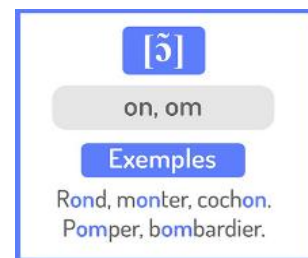 [ɔ̃]
on, om
Exemples
Rond, monter, cochon.
Pomper, bombardier.